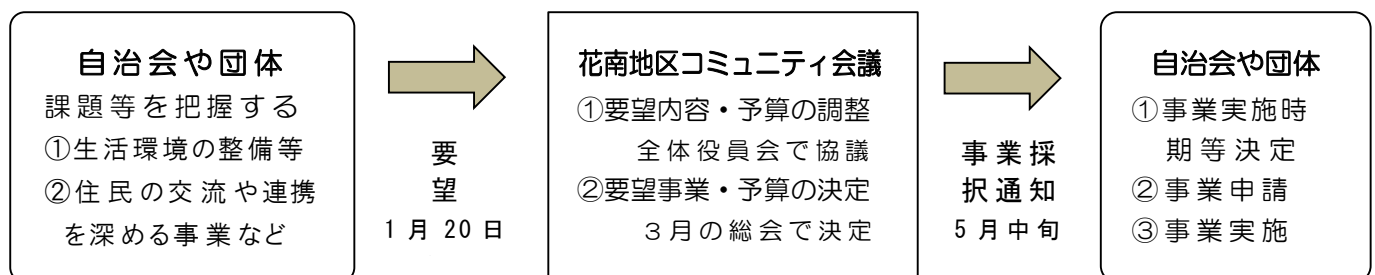 自治会や団体
課題等を把握する
①生活環境の整備等
②住民の交流や連携
を深める事業など
要
望
1月20日
花南地区コミュニティ会議
①要望内容・予算の調整
全体役員会で協議
②要望事業・予算の決定
3月の総会で決定
事業採
択通知
5月中旬
自治会や団体
①事業実施時
期等決定
②事業申請
③事業実施